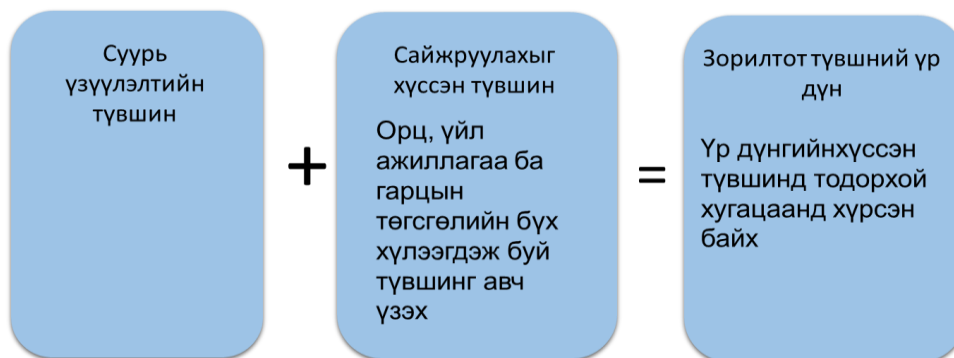 Суурь
үзүүлэлтийн
түвшин
+
Сайжруулахыг
хүссэн түвшин
Орц, үйл
ажиллагаа ба
гарцын
төгсгөлийн бүх
хүлээгдэж буй
түвшинг авч
үзэх
=
Зорилтот түвшний үр
дүн
Үр дүнгийнхүссэн
түвшинд тодорхой
хугацаанд хүрсэн
байх